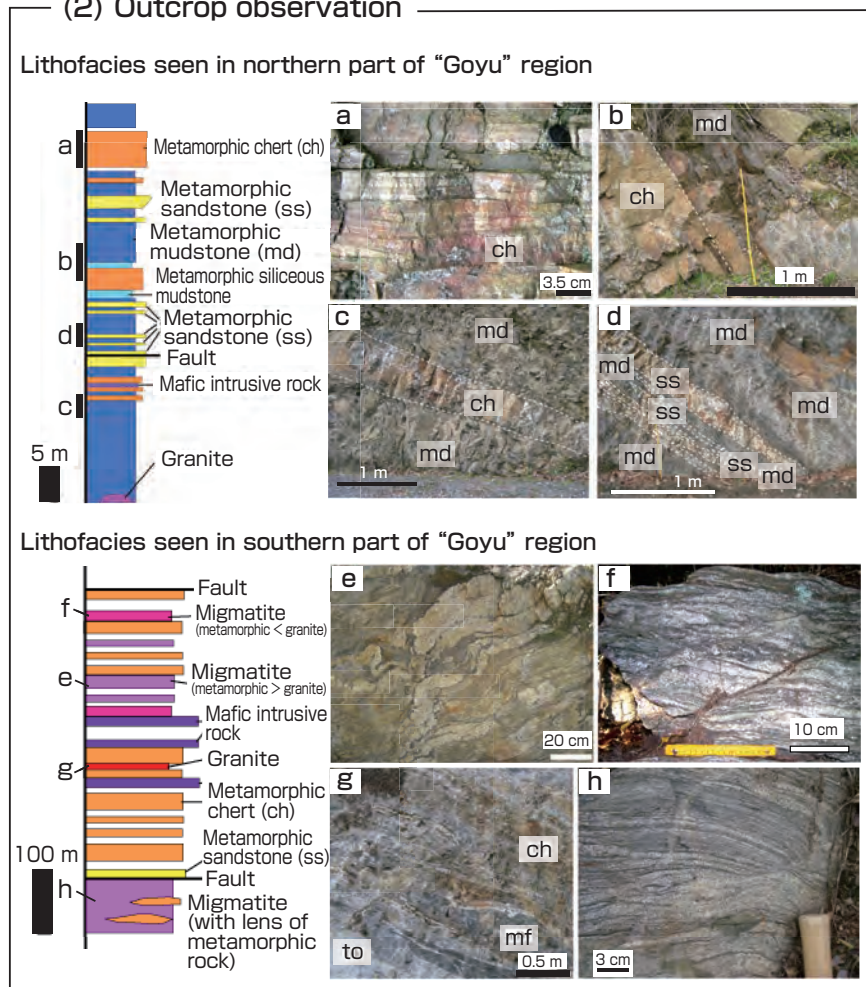 (2) Outcrop observation
Lithofacies seen in northern part of “Goyu” region
a
Metamorphic chert (ch)
Metamorphic
sandstone (ss)
Metamorphic
mudstone (md)
b
Metamorphic siliceous
mudstone
Metamorphic
sandstone (ss)
d
Fault
Mafic intrusive rock
c
5 m
Granite
a
ch
3.5 cm
b
md
ch
1 m
c
md
ch
md
1 m
d
md
md
ss
ss
md
md
ss
md
1 m
Lithofacies seen in southern part of “Goyu” region
Fault
f
Migmatite
(metamorphic < granite)
e
Migmatite
(metamorphic > granite)
Mafic intrusive
rock
g
Granite
Metamorphic
chert (ch)
100 m
Metamorphic
sandstone (ss)
Fault
h
Migmatite
(with lens of
metamorphic
rock)
e
20 cm
f
10 cm
g
ch
mf
to
0.5 m
h
3 cm